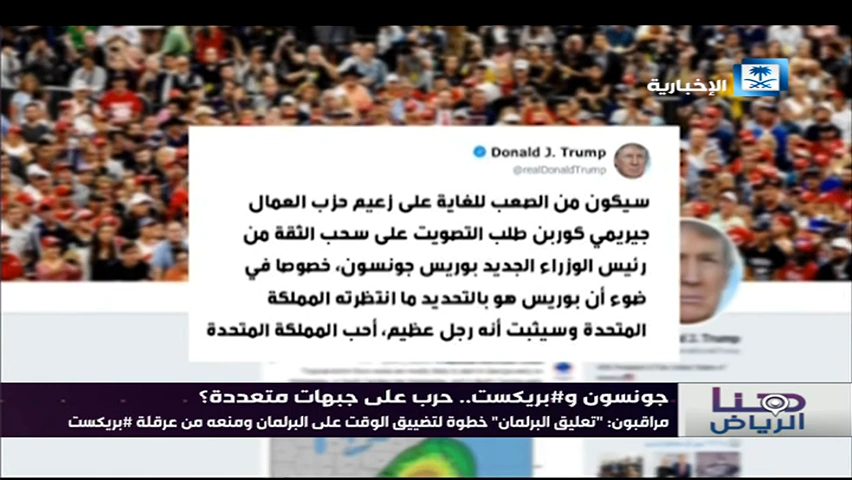 الإخبارية
Donald J. Trump
@realDonaldTrump
سيكون من الصعب للغاية على زعيم حزب العمال
جيريمي كوربن طلب التصويت على سحب الثقة من
رئيس الوزراء الجديد بوريس جونسون، خصوصا في
ضوء أن بوريس هو بالتحديد ما انتظرته المملكة
المتحدة وسيثبت أنه رجل عظيم، أحب المملكة المتحدة
جونسون و#بريكست.. حرب على جبهات متعددة؟
مراقبون: "تعليق البرلمان" خطوة لتضييق الوقت على البرلمان ومنعه من عرقلة #بريكست
هنا
الرياض